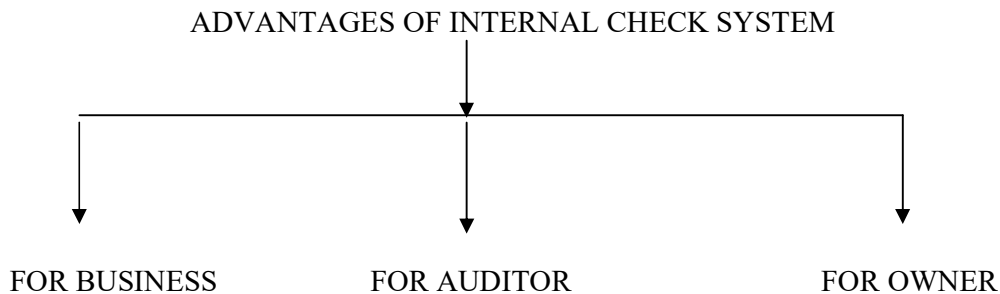 ADVANTAGES OF INTERNAL CHECK SYSTEM
FOR BUSINESS FOR AUDITOR FOR OWNER